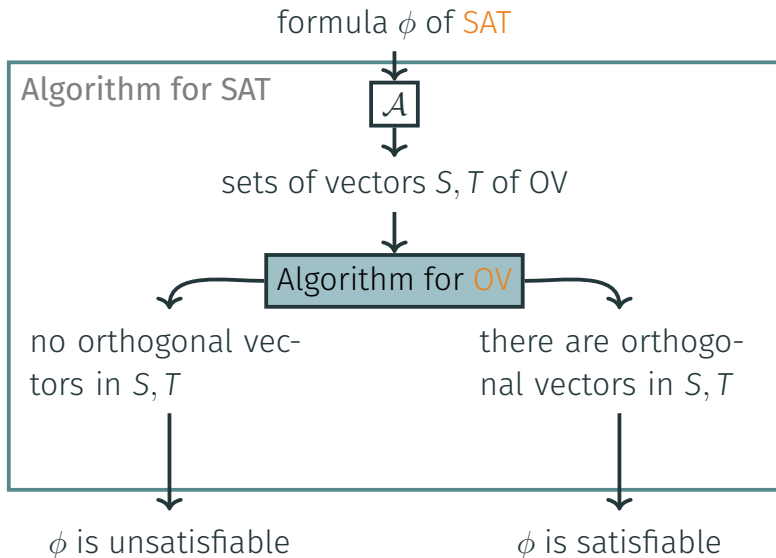 formula ϕ of SAT
Algorithm for SAT
𝒜
sets of vectors S, T of OV
Algorithm for OV
no orthogonal vec-
tors in S, T
there are orthogo-
nal vectors in S, T
ϕ is unsatisfiable
ϕ is satisfiable